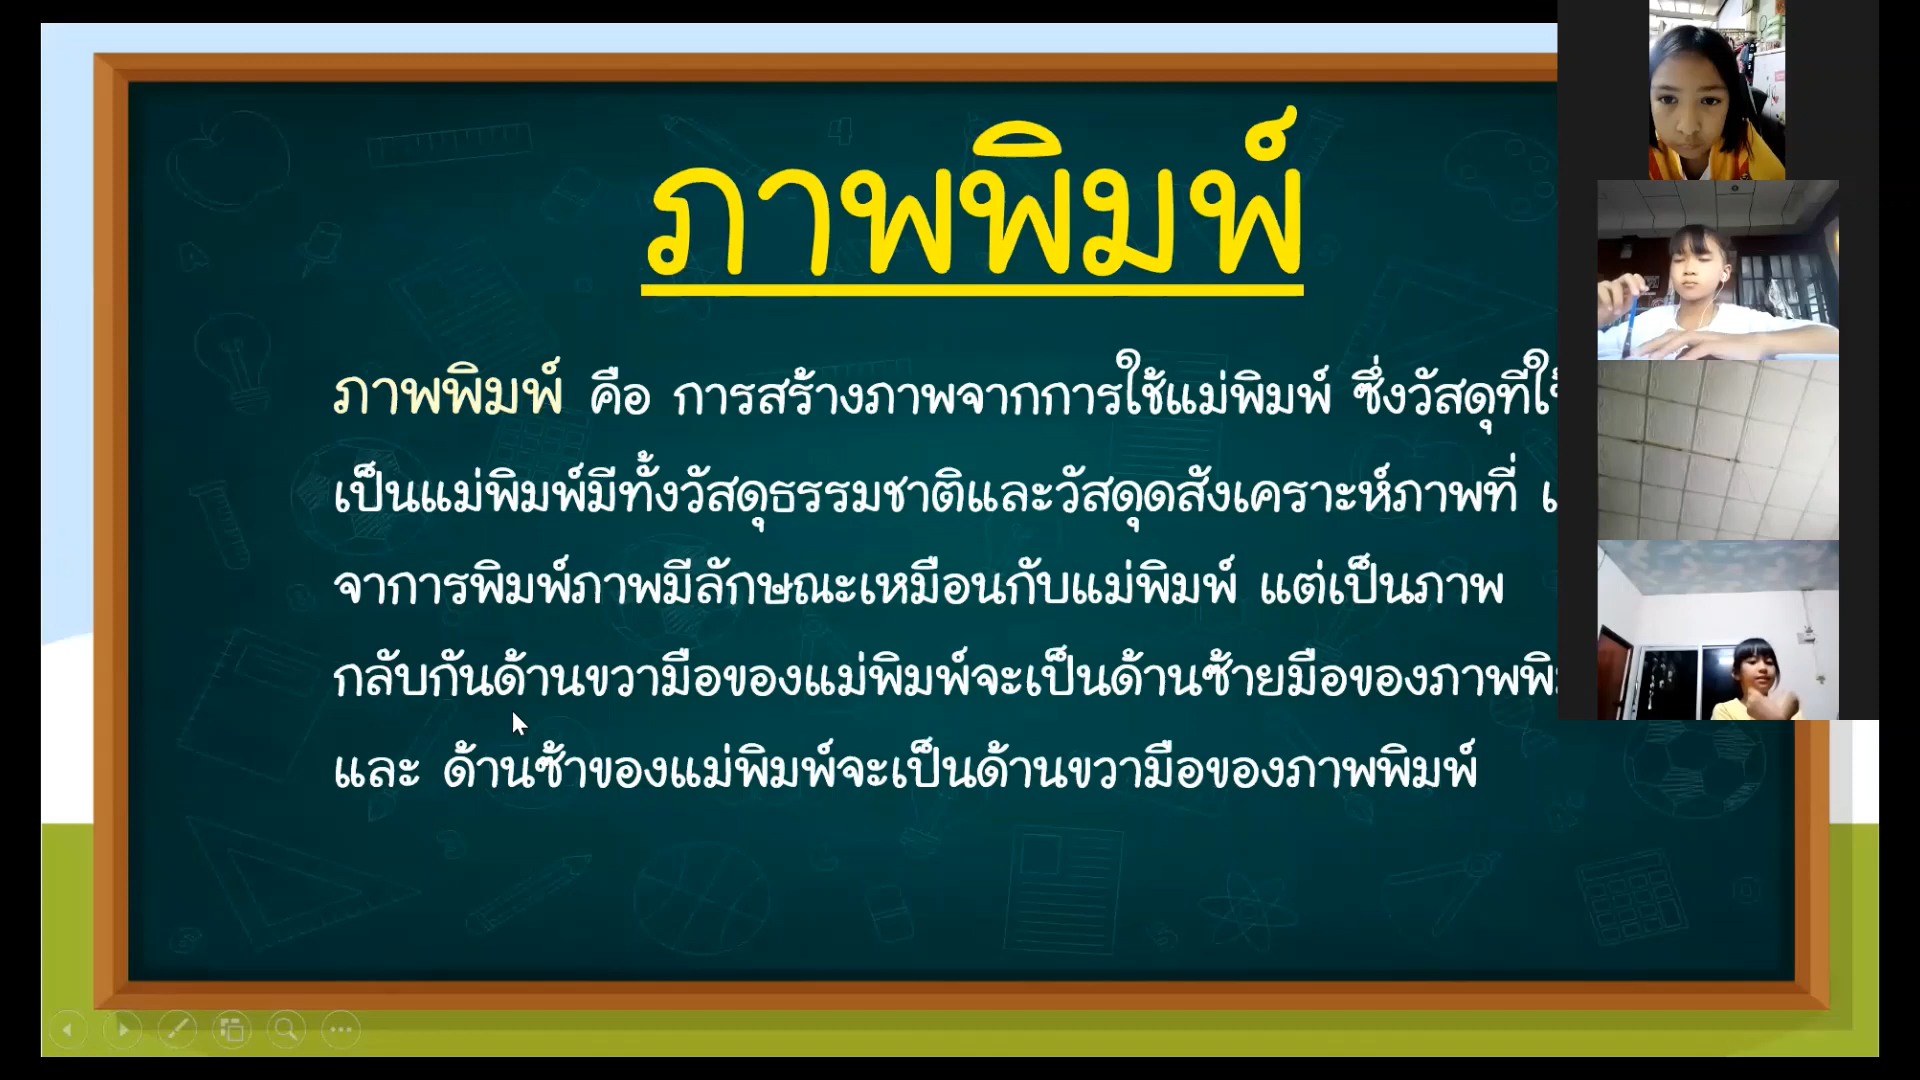 ภาพพิมพ์
ภาพพิมพ์ คือ การสร้างภาพจากการใช้แม่พิมพ์ ซึ่งวัสดุที่
เป็นแม่พิมพ์มีทั้งวัสดุธรรมชาติและวัสดุดสังเคราะห์ภาพที่
จาการพิมพ์ภาพมีลักษณะเหมือนกับแม่พิมพ์ แต่เป็นภาพ
กลับกันด้านขวามือของแม่พิมพ์จะเป็นด้านซ้ายมือของ
และ ด้านซ้าของแม่พิมพ์จะเป็นด้านขวามือของภาพพิมพ์